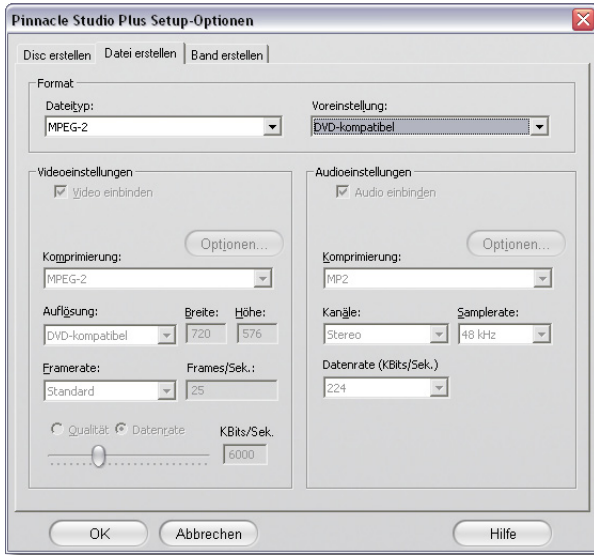 Pinnacle Studio Plus Setup-Optionen
Disc erstellen Datei erstellen Band erstellen
Format
Dateityp: Voreinstellung:
MPEG-2 DVD-kompatibel
Videoeinstellungen Audioeinstellungen
Video einbinden Audio einbinden
Optionen... Optionen...
Komprimierung: Komprimierung:
MPEG-2 MP2
Auflösung: Breite: Höhe: Kanäle: Samplerate:
DVD-kompatibel 720 576 Stereo 48 kHz
Framerate: Frames/Sek.: Datenrate (KBits/Sek.)
Standard 25 224
Qualität Datenrate KBits/Sek.
6000
OK Abbrechen Hilfe